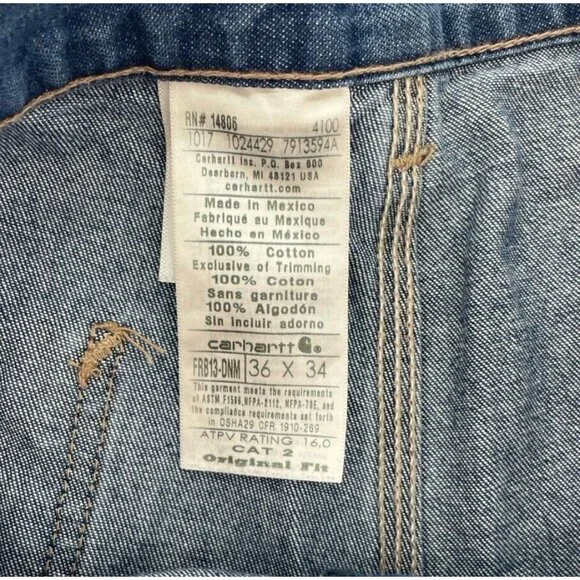 RN# 14806 4100
1017 1024429 7913594A
Carhartt Inc. P.O. Box 600
Dearborn, MI 48121 USA
carhartt.com
Made in Mexico
Fabriqué au Mexique
Hecho en México
100% Cotton
Exclusive of Trimming
100% Coton
Sans garniture
100% Algodón
Sin incluir adorno
carhartt
FRB13-DNM 36 X 34
This garment meets the requirements
of ASTM F1506, NFPA-2112, NFPA-70E, and
the compliance requirements set forth
in OSHA29 CFR. 1910-269
ATPV RATING 16.0
CAT 2
Original Fit